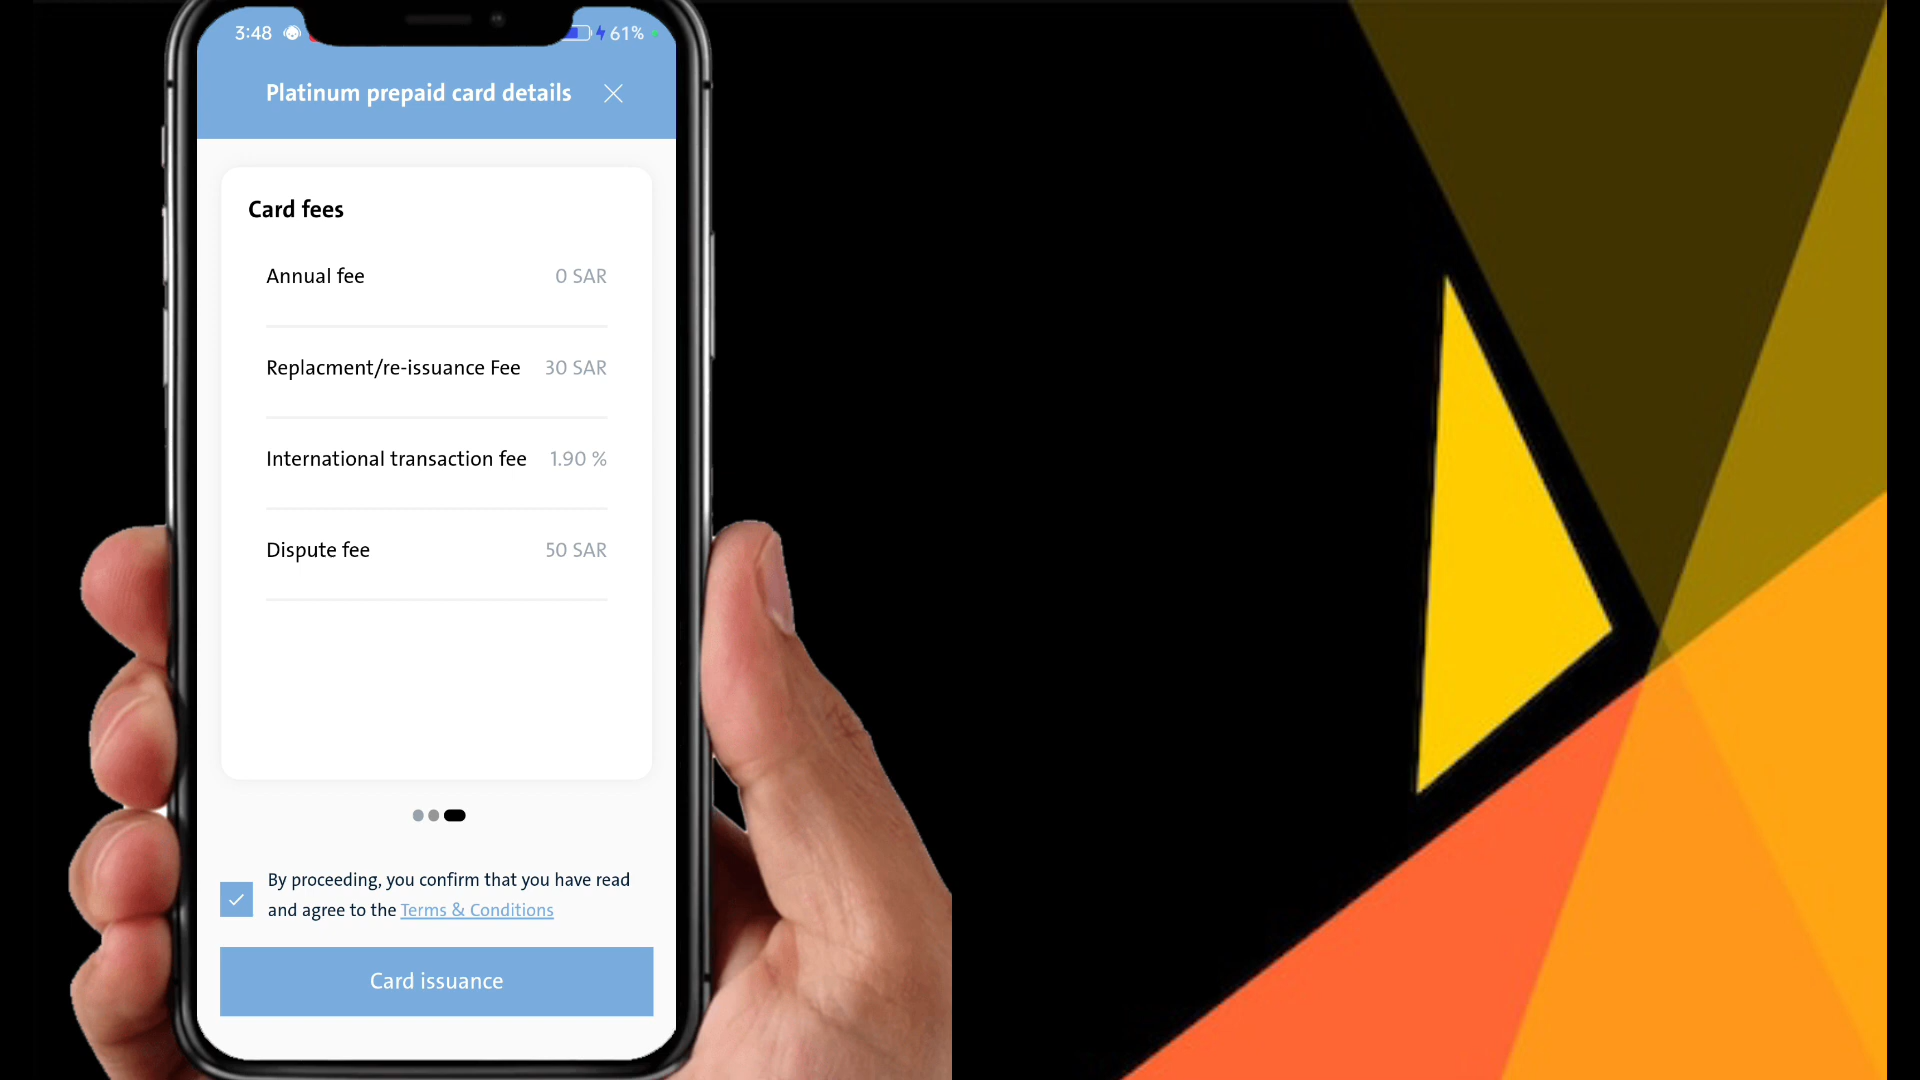 3:48 61%
Platinum prepaid card details
Card fees
Annual fee 0 SAR
Replacment/re-issuance Fee 30 SAR
International transaction fee 1.90 %
Dispute fee 50 SAR
By proceeding, you confirm that you have read
and agree to the Terms & Conditions
Card issuance